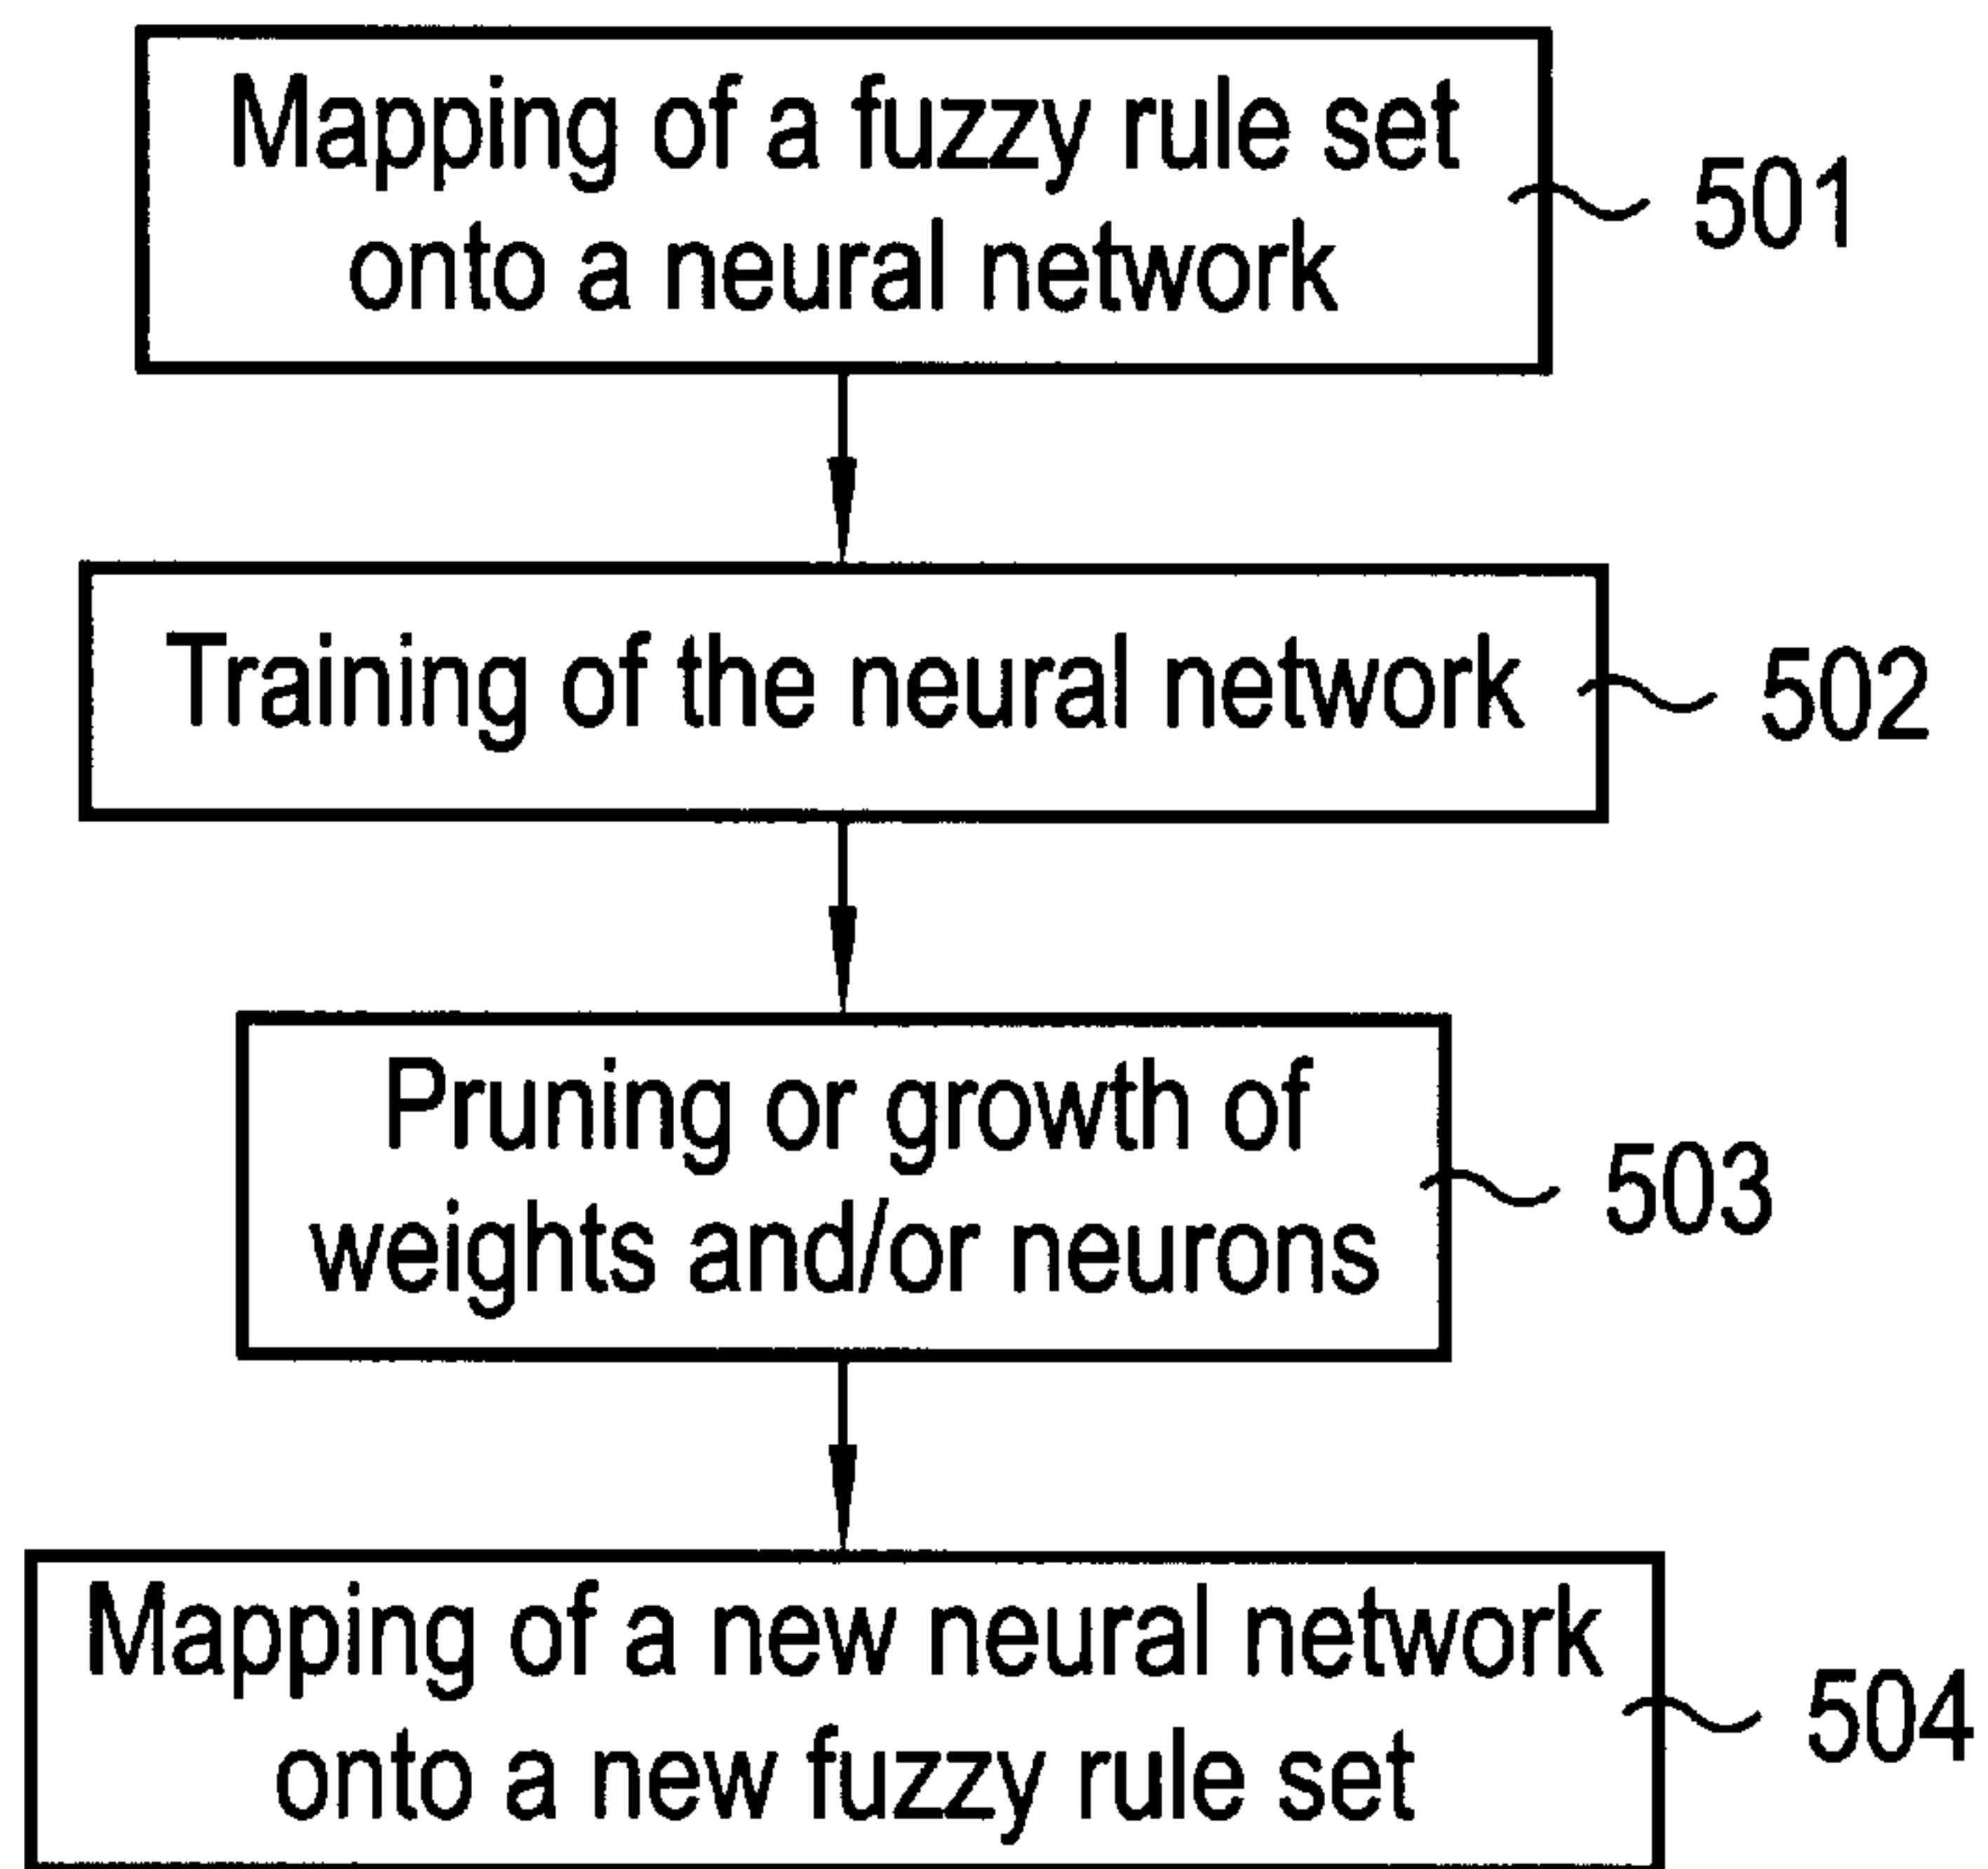 Mapping of a fuzzy rule set
onto a neural network
501
Training of the neural network
502
Pruning or growth of
weights and/or neurons
503
Mapping of a new neural network
onto a new fuzzy rule set
504